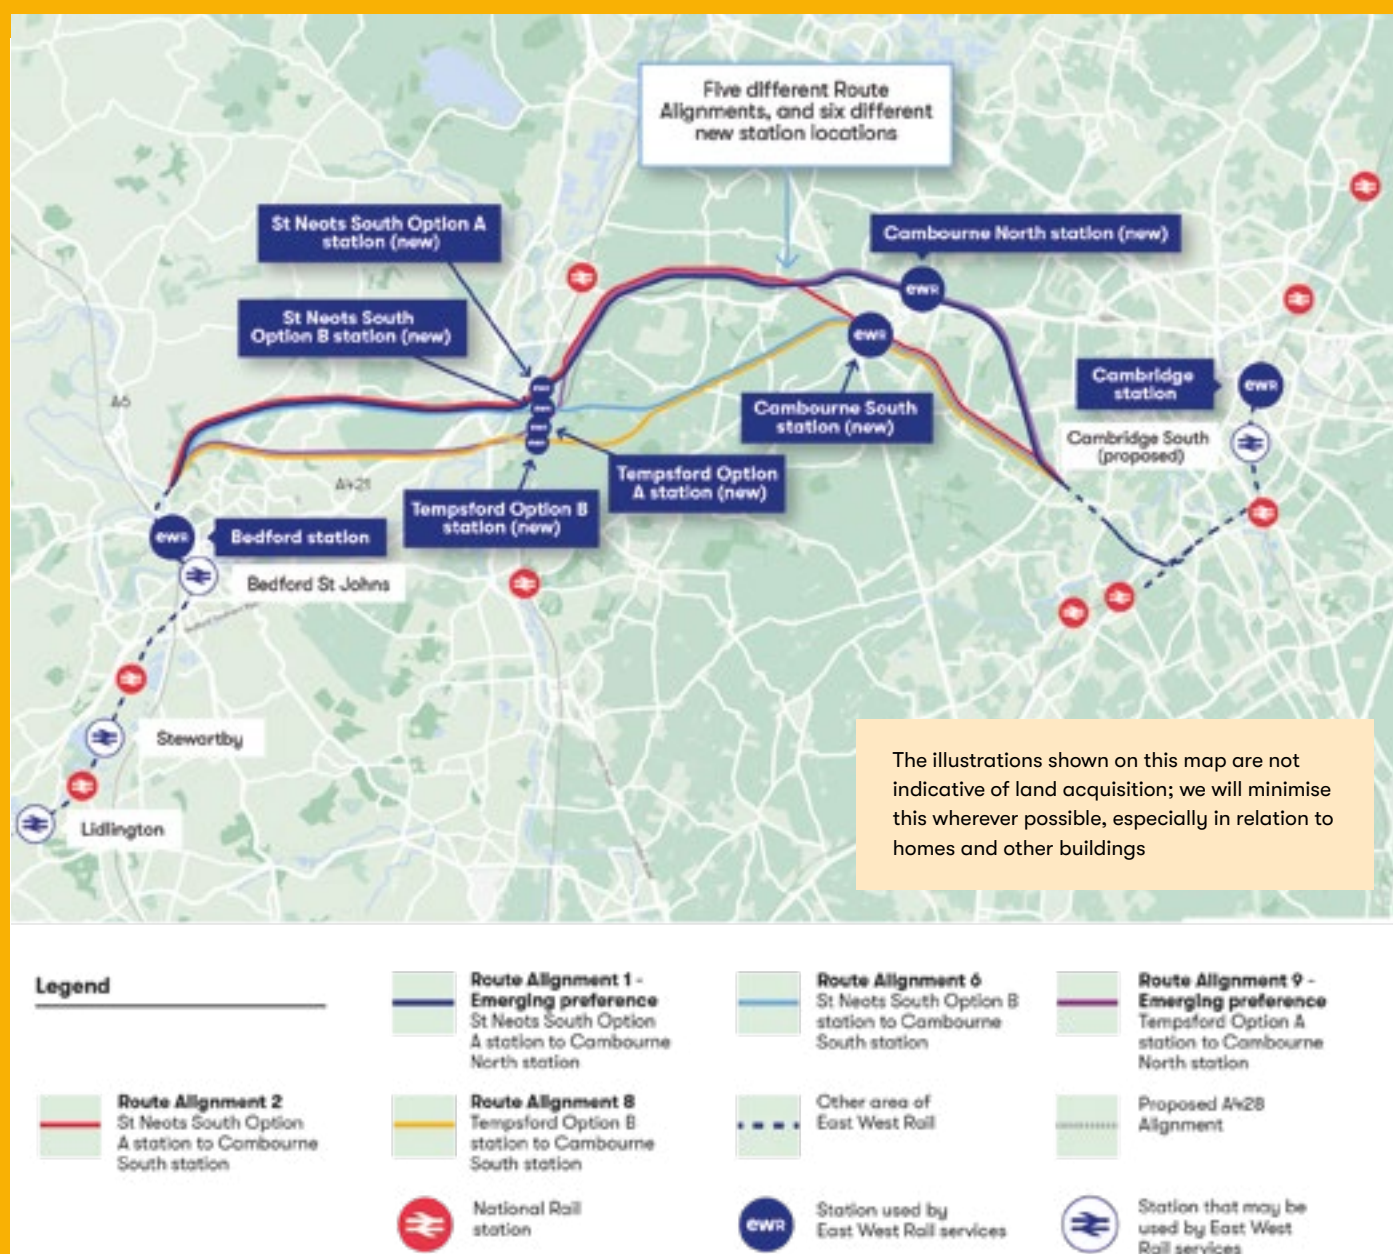 Five different Route
Alignments, and six different
new station locations
St Neots South Option A
station (new)
Cambourne North station (new)
ewr
St Neots South
Option B station (new)
ewr
Cambridge
station
ewr
A6
ewr
ewr
ewr
ewr
Cambourne South
station (new)
Cambridge South
(proposed)
A421
Tempsford Option
A station (new)
Tempsford Option B
station (new)
ewr
Bedford station
Bedford St Johns
Stewartby
Lidlington
The illustrations shown on this map are not
indicative of land acquisition; we will minimise
this wherever possible, especially in relation to
homes and other buildings
Legend
Route Alignment 1 -
Emerging preference
St Neots South Option
A station to Cambourne
North station
Route Alignment 6
St Neots South Option B
station to Cambourne
South station
Route Alignment 9 -
Emerging preference
Tempsford Option A
station to Cambourne
North station
Route Alignment 2
St Neots South Option
A station to Cambourne
South station
Route Alignment 8
Tempsford Option B
station to Cambourne
South station
Other area of
East West Rail
Proposed A428
Alignment
National Rail
station
ewr
Station used by
East West Rail services
Station that may be
used by East West
Rail services